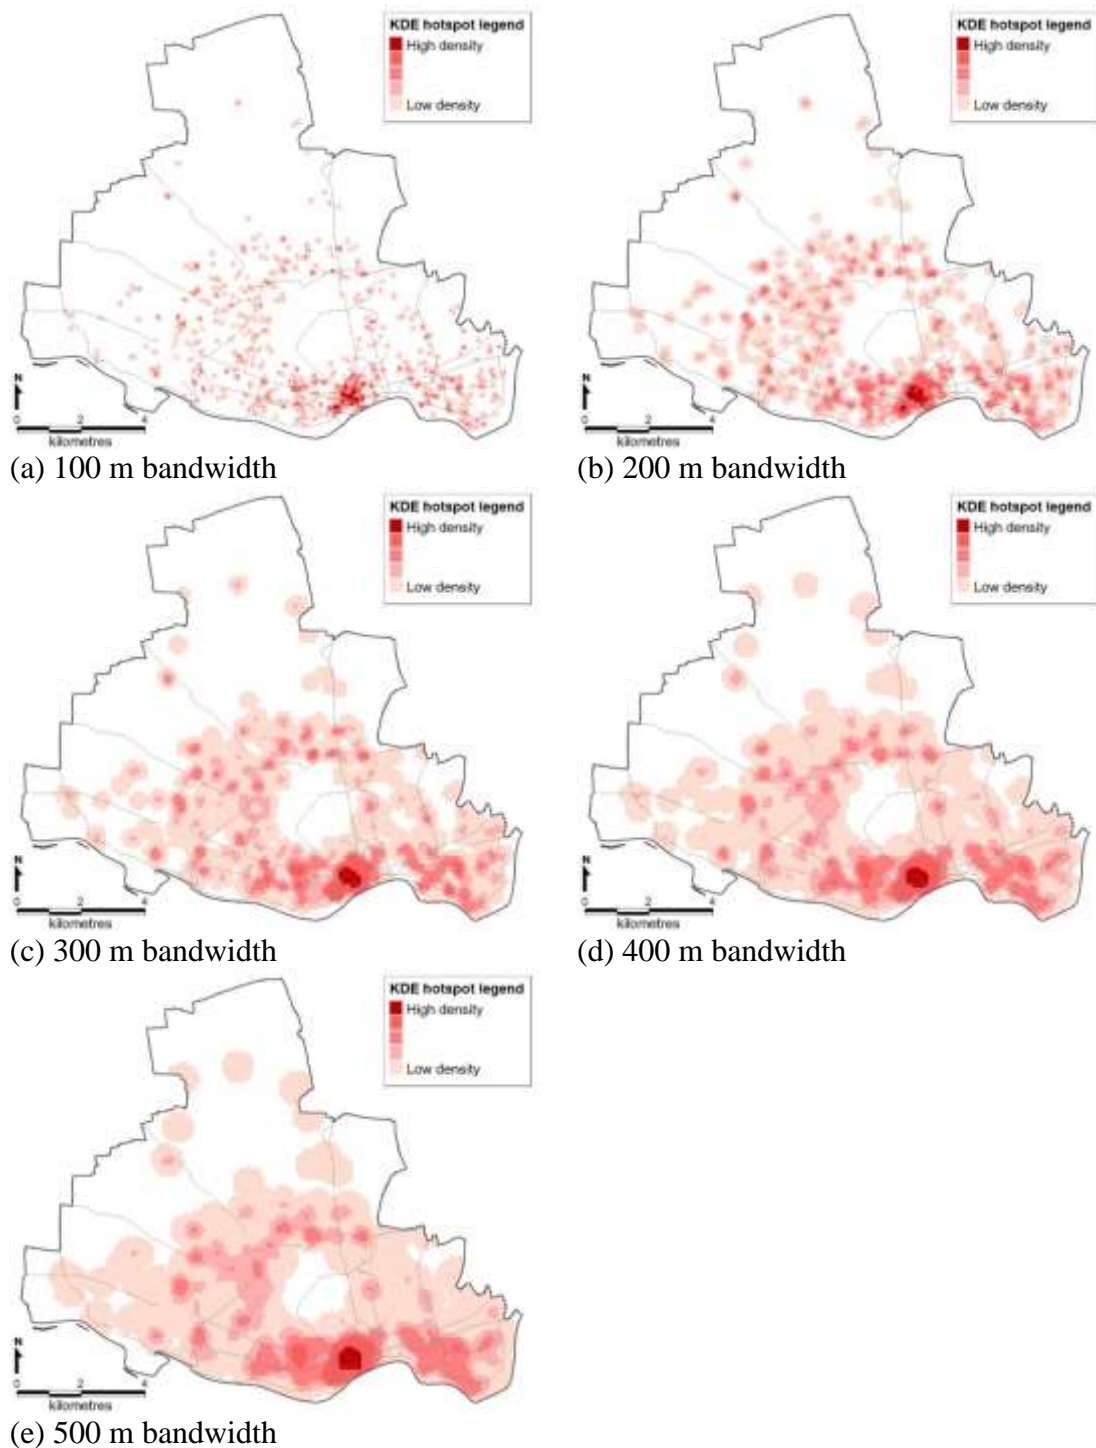 KDE hotspot legend
High density
Low density
N
0 2 4
kilometres
(a) 100 m bandwidth
KDE hotspot legend
High density
Low density
N
0 2 4
kilometres
(b) 200 m bandwidth
KDE hotspot legend
High density
Low density
N
0 2 4
kilometres
(c) 300 m bandwidth
KDE hotspot legend
High density
Low density
N
0 2 4
kilometres
(d) 400 m bandwidth
KDE hotspot legend
High density
Low density
N
0 2 4
kilometres
(e) 500 m bandwidth